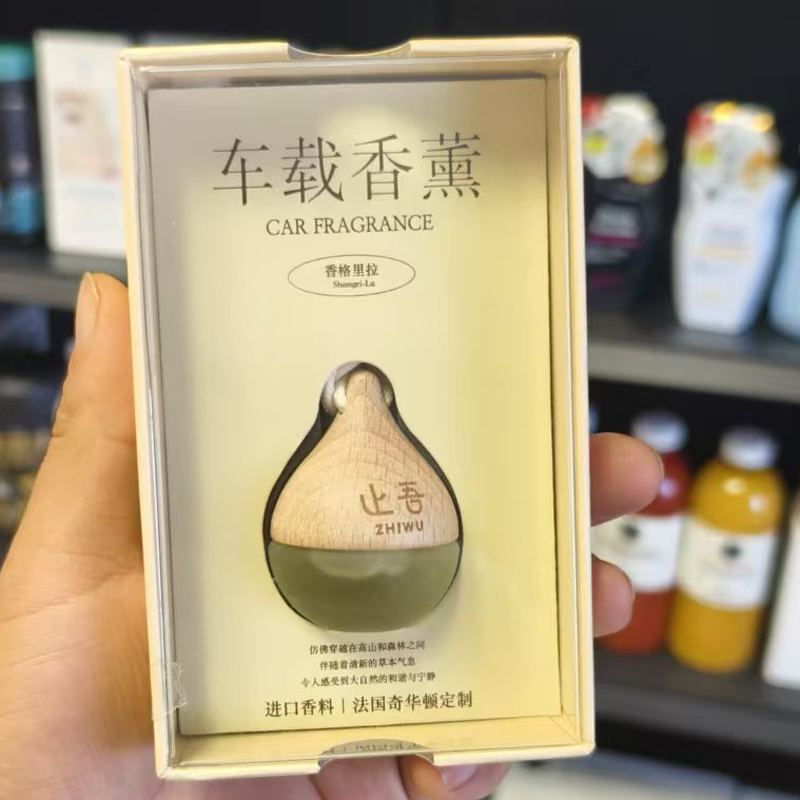 车载香薰
CAR FRAGRANCE
香格里拉
Shangri-La
止吾
ZHIWU
仿佛穿越在高山和森林之间
伴随着清新的草本气息
令人感受到大自然的和谐与宁静
进口香料 | 法国奇华顿定制